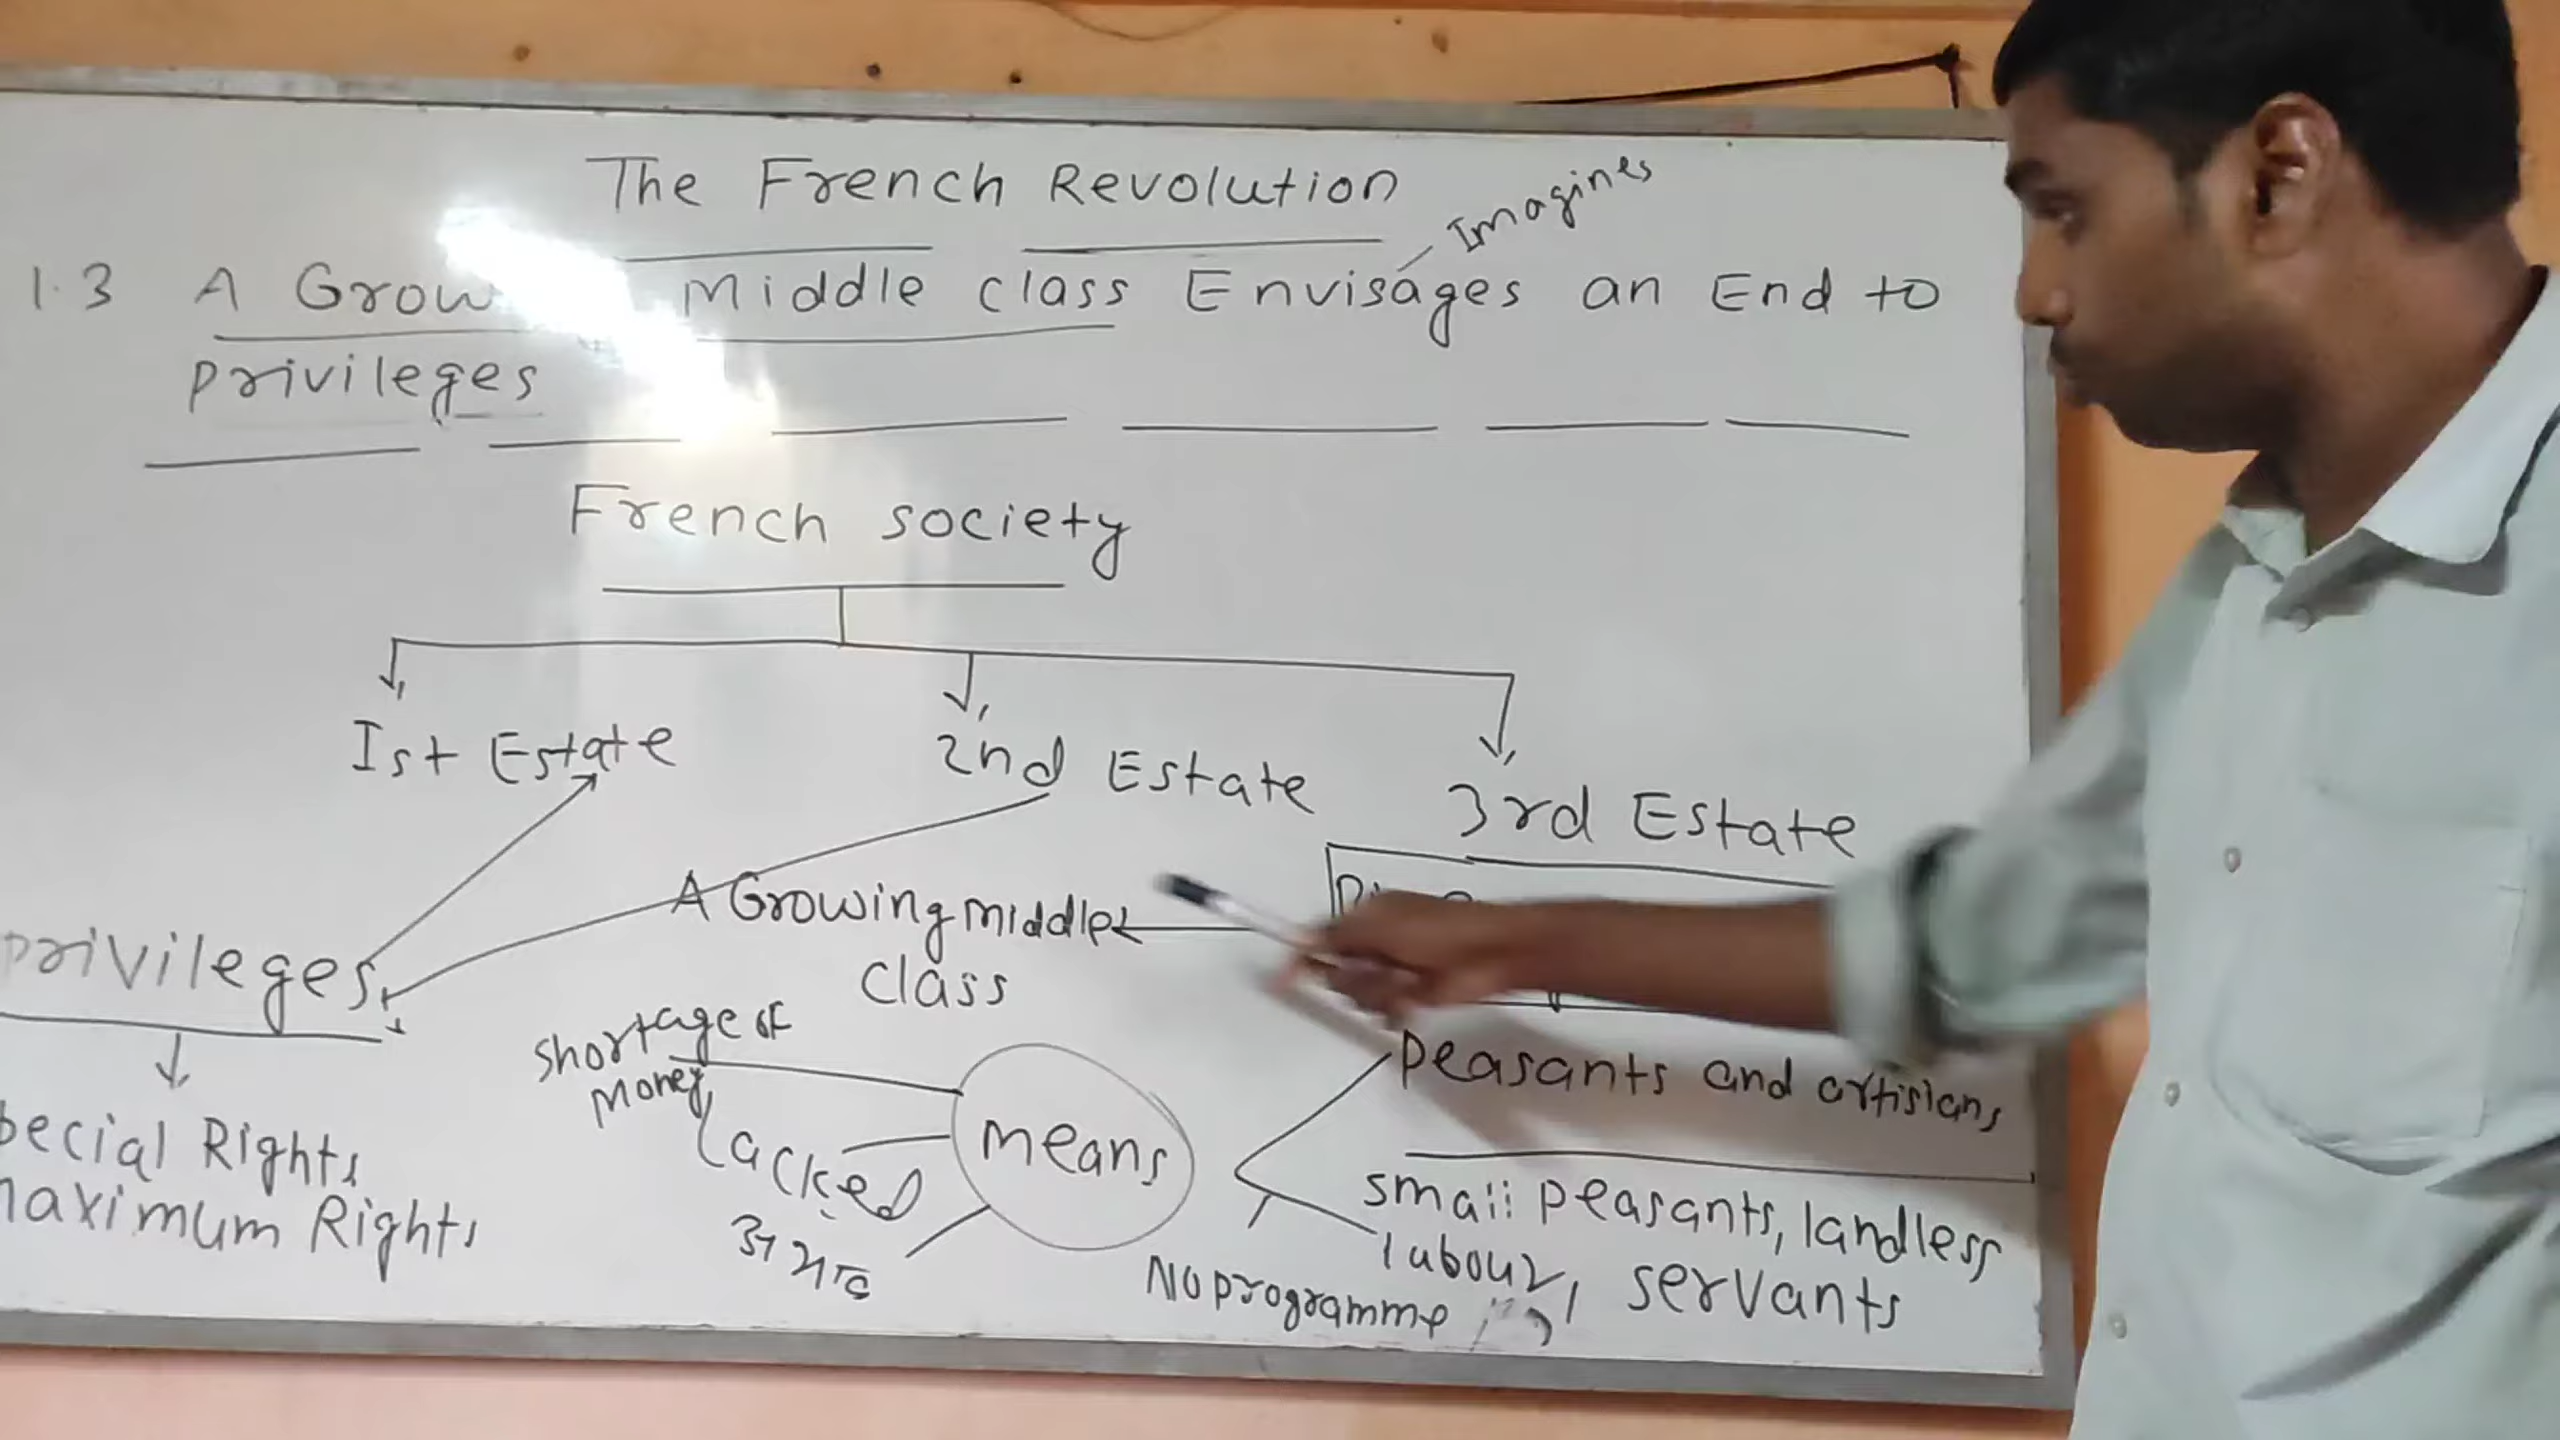 The French Revolution
Imagines
1.3 A Grow Middle class Envisages an End to
privileges
French society
Ist Estate
2nd Estate
3rd Estate
A Growing middle
class
privileges
Shortage of
money
Lacked
अभाव
means
pecial Rights
maximum Rights
peasants and artisians
small peasants, landless
labour, servants
No programme